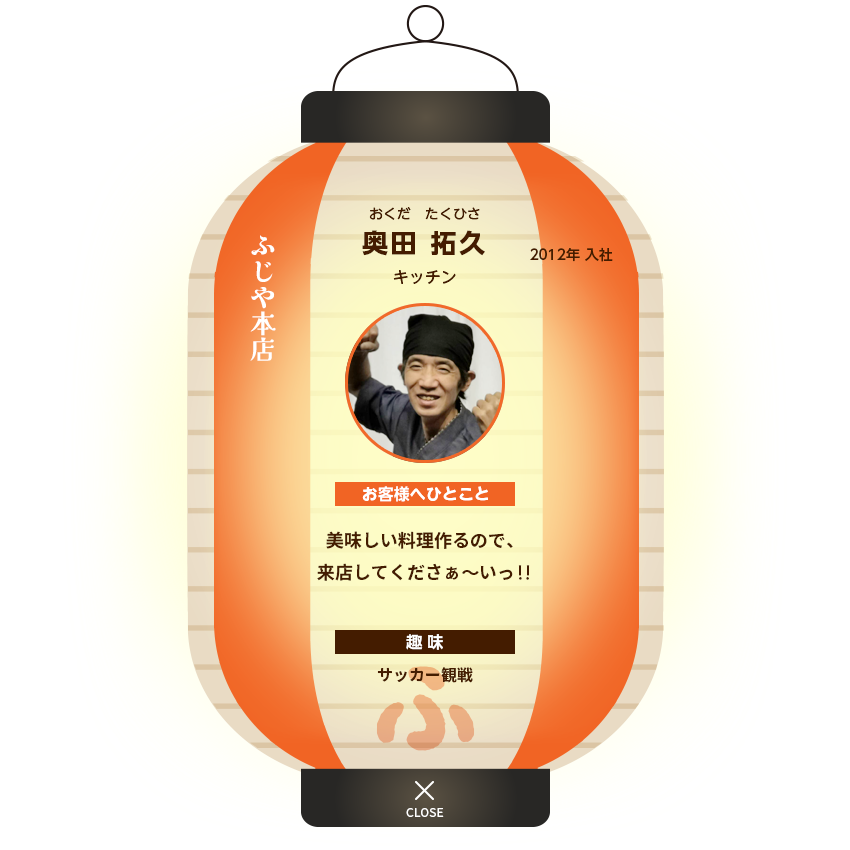 おくだ　たくひさ
奥田 拓久
キッチン
2012年 入社
ふじや本店
お客様へひとこと
美味しい料理作るので、
来店してくださぁ～いっ!!
趣 味
サッカー観戦
ふ
CLOSE